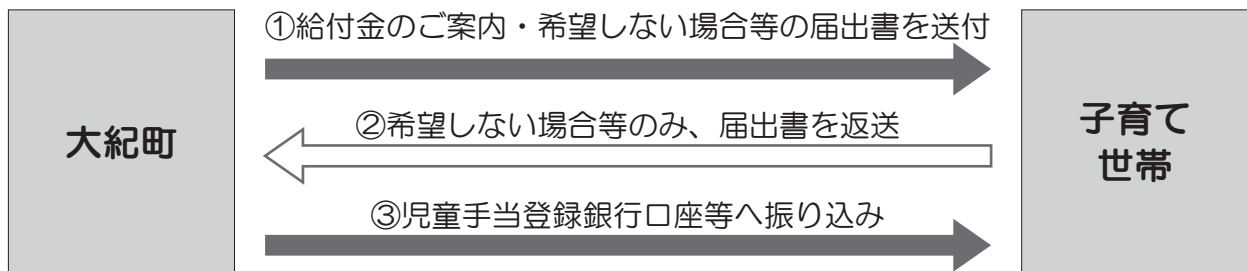 ①給付金のご案内・希望しない場合等の届出書を送付
大紀町
②希望しない場合等のみ、届出書を返送
子育て
世帯
③児童手当登録銀行口座等へ振り込み